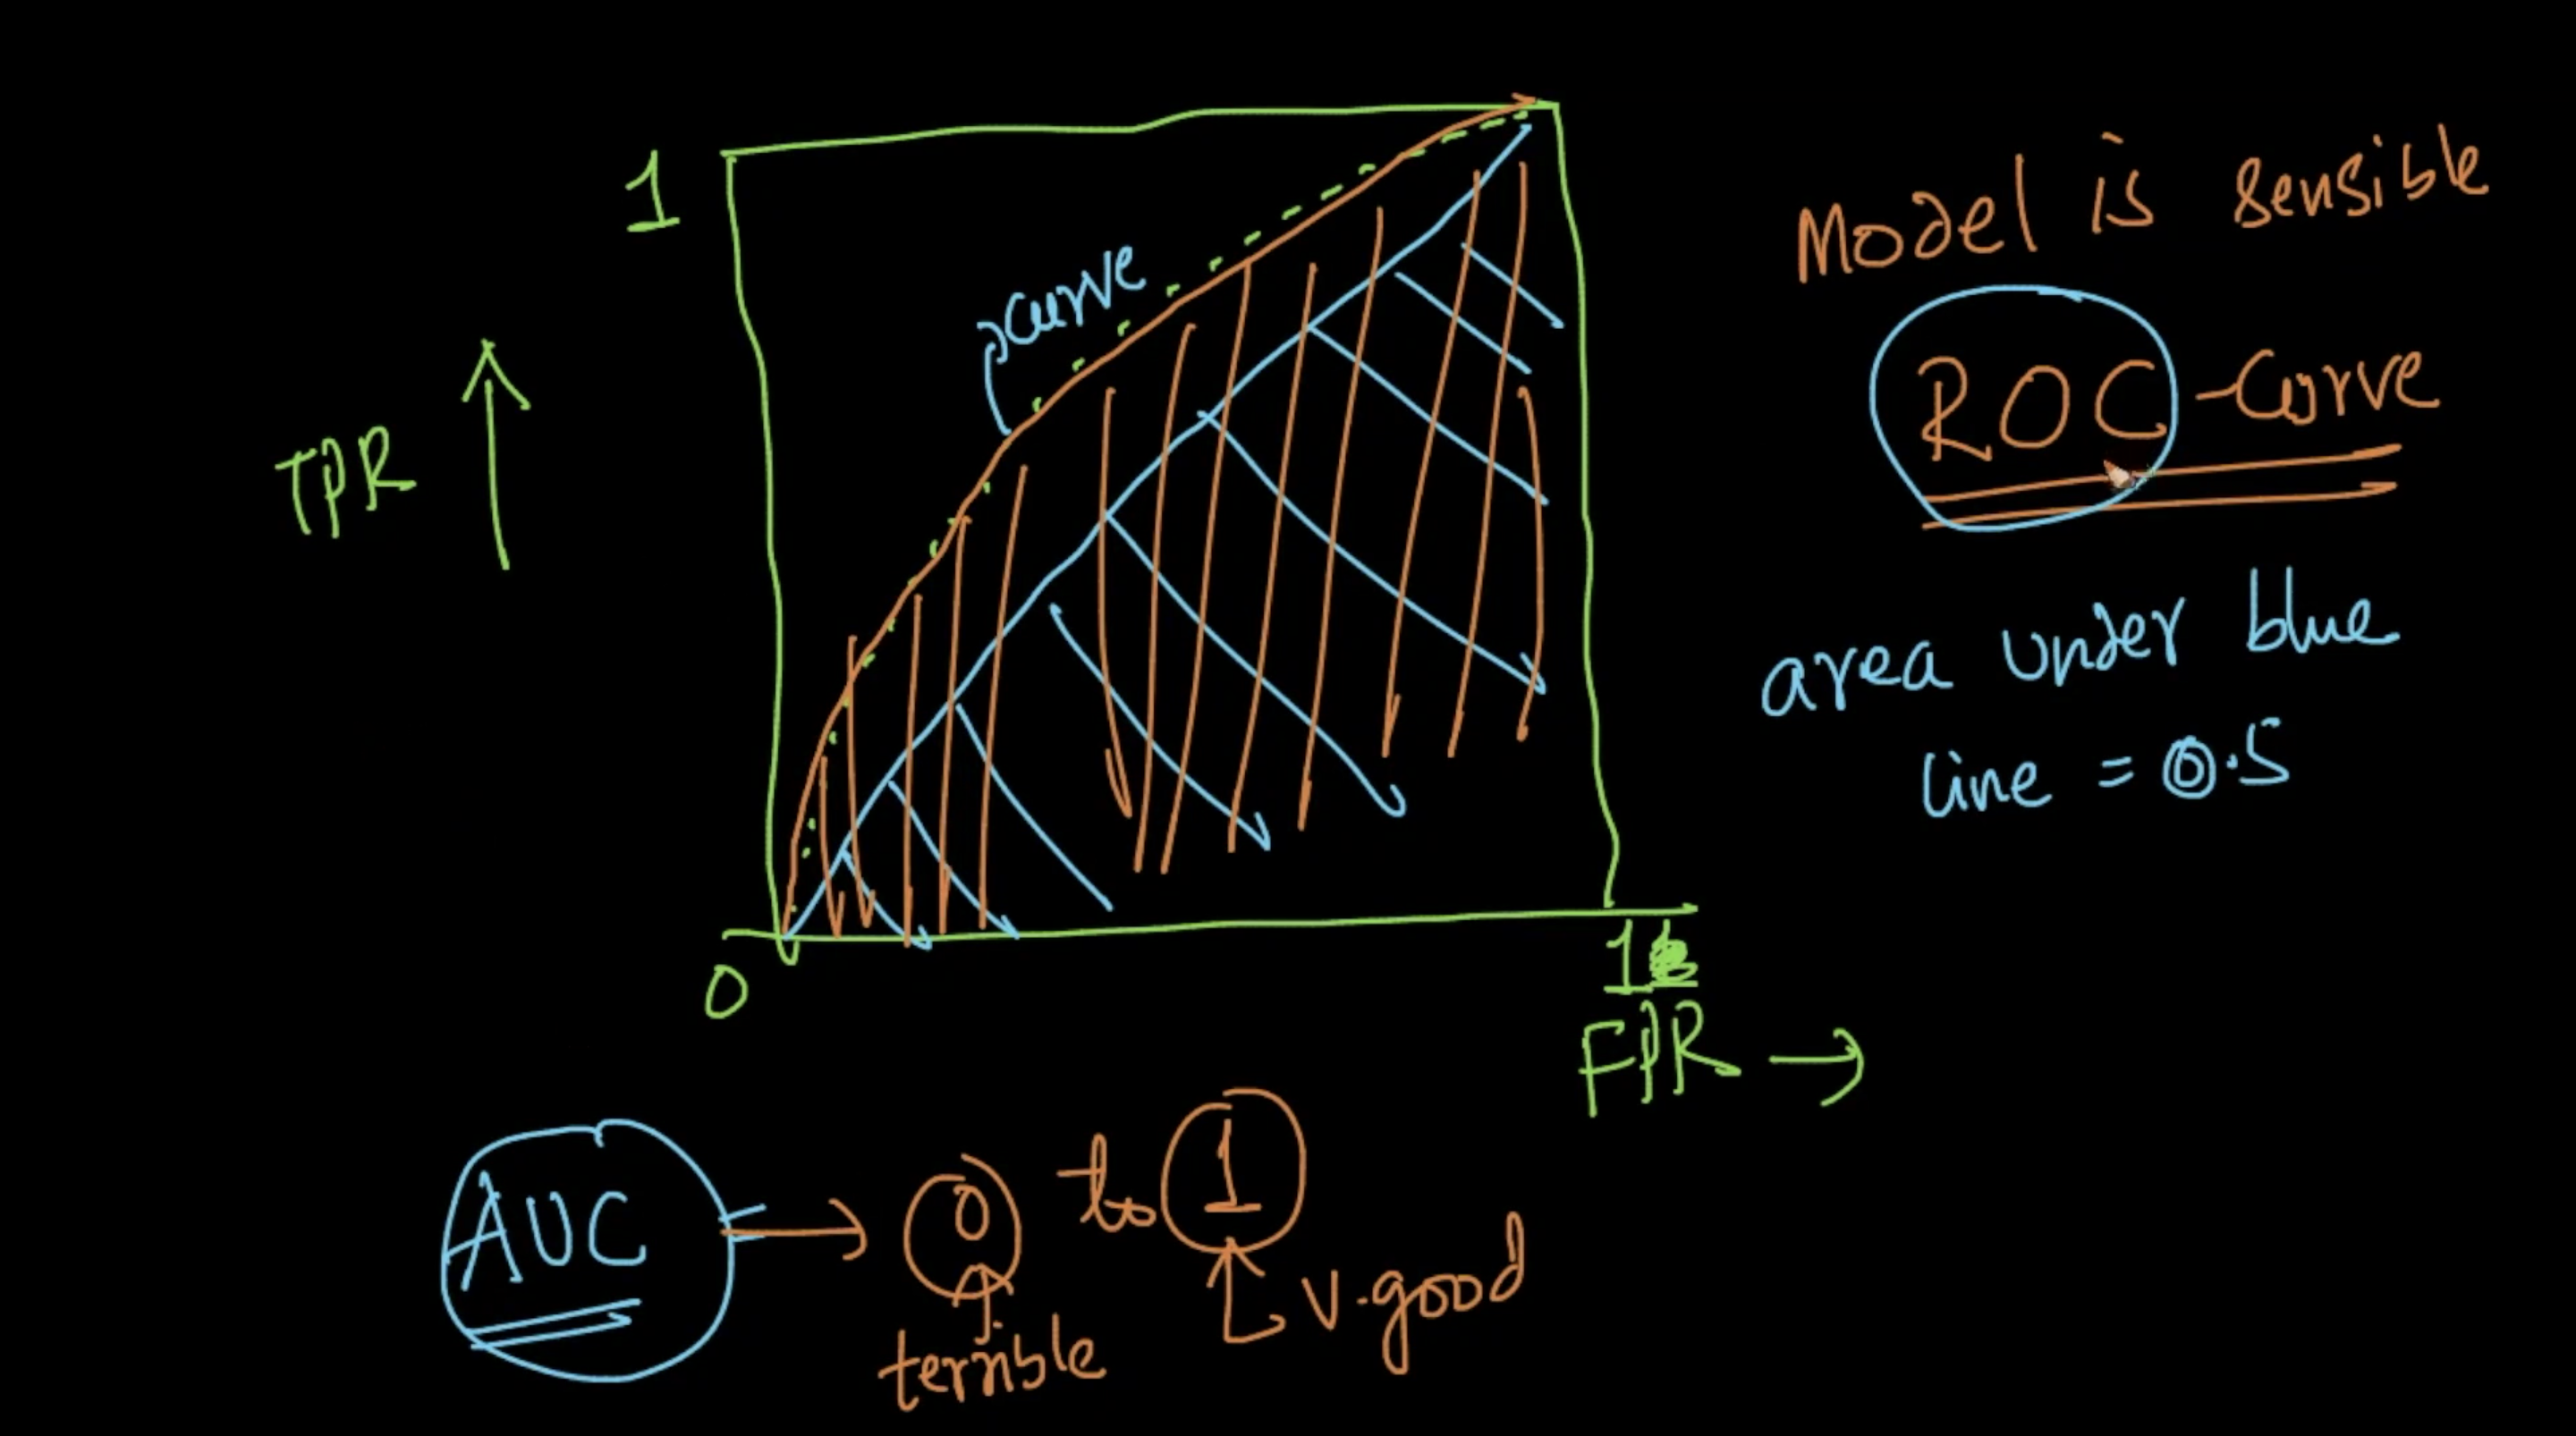 1
TPR
curve
Model is sensible
ROC - Curve
area under blue
line = 0.5
0
1
FPR
AUC
0 to 1
terrible
v.good